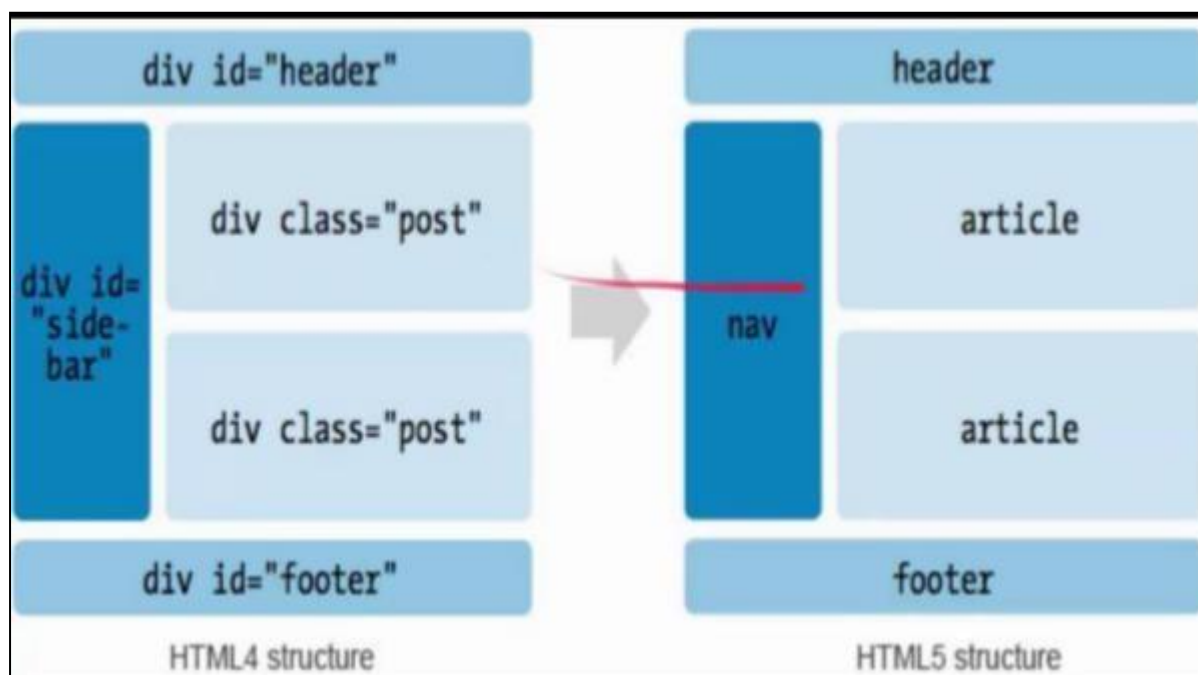 div id="header"
div id=
"side-
bar"
div class="post"
div class="post"
div id="footer"
HTML4 structure
header
nav
article
article
footer
HTML5 structure